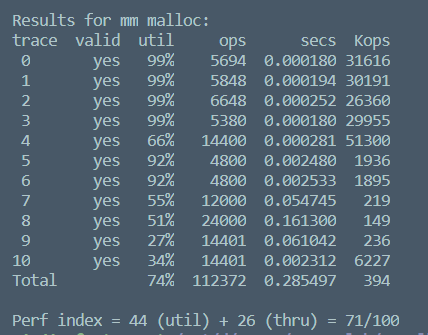 Results for mm malloc:
trace valid util ops secs Kops
0 yes 99% 5694 0.000180 31616
1 yes 99% 5848 0.000194 30191
2 yes 99% 6648 0.000252 26360
3 yes 99% 5380 0.000180 29955
4 yes 66% 14400 0.000281 51300
5 yes 92% 4800 0.002480 1936
6 yes 92% 4800 0.002533 1895
7 yes 55% 12000 0.054745 219
8 yes 51% 24000 0.161300 149
9 yes 27% 14401 0.061042 236
10 yes 34% 14401 0.002312 6227
Total 74% 112372 0.285497 394
Perf index = 44 (util) + 26 (thru) = 71/100